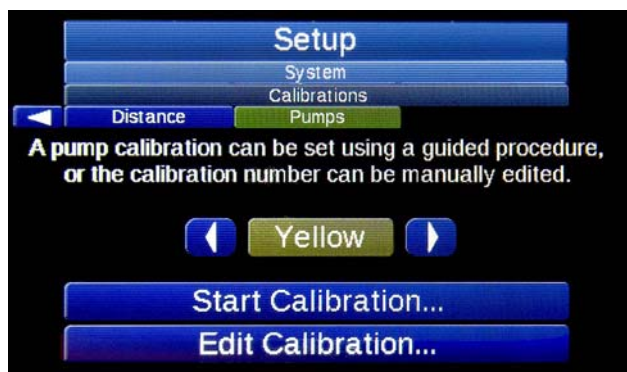 Setup
System
Calibrations
Distance Pumps
A pump calibration can be set using a guided procedure,
or the calibration number can be manually edited.
Yellow
Start Calibration...
Edit Calibration...